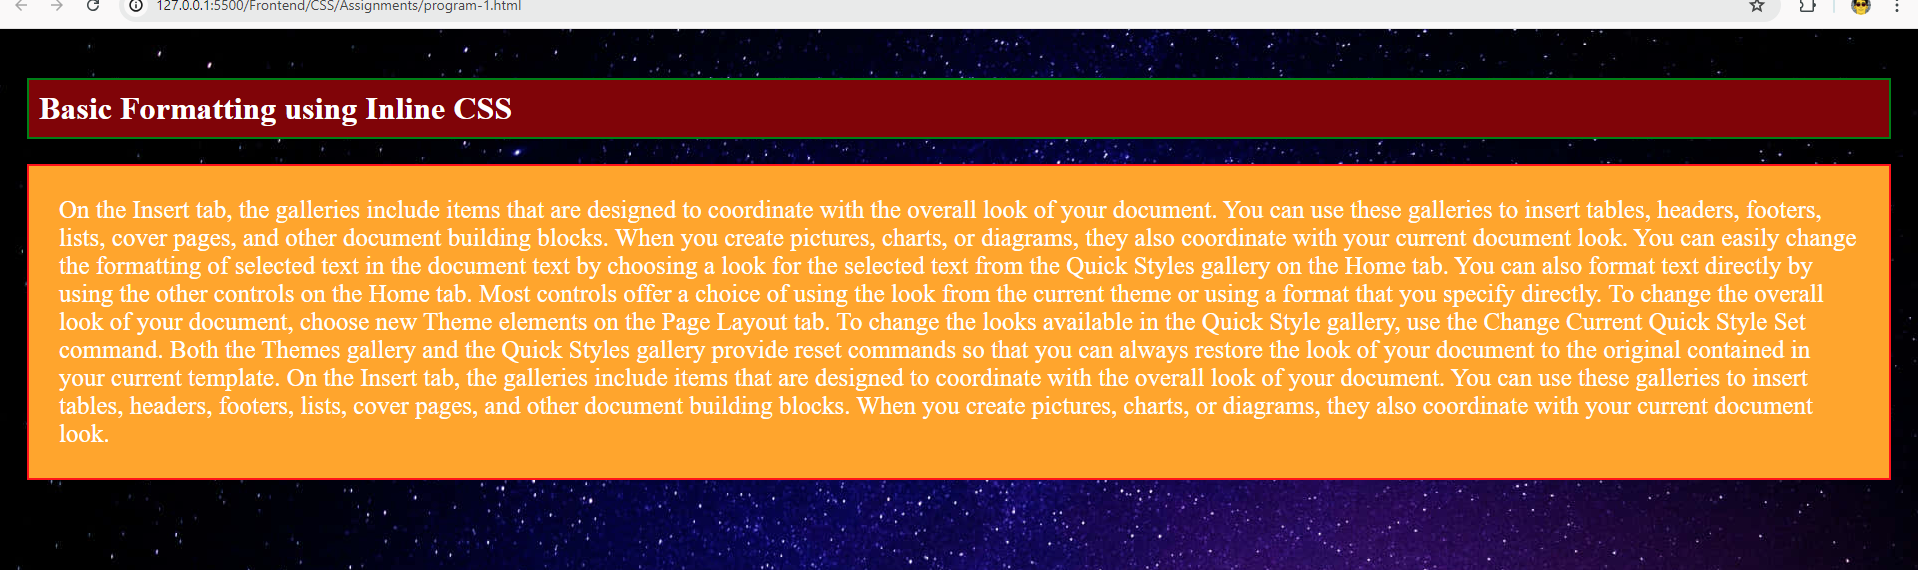 127.0.0.1:5500/Frontend/CSS/Assignments/program-1.html
Basic Formatting using Inline CSS
On the Insert tab, the galleries include items that are designed to coordinate with the overall look of your document. You can use these galleries to insert tables, headers, footers,
lists, cover pages, and other document building blocks. When you create pictures, charts, or diagrams, they also coordinate with your current document look. You can easily change
the formatting of selected text in the document text by choosing a look for the selected text from the Quick Styles gallery on the Home tab. You can also format text directly by
using the other controls on the Home tab. Most controls offer a choice of using the look from the current theme or using a format that you specify directly. To change the overall
look of your document, choose new Theme elements on the Page Layout tab. To change the looks available in the Quick Style gallery, use the Change Current Quick Style Set
command. Both the Themes gallery and the Quick Styles gallery provide reset commands so that you can always restore the look of your document to the original contained in
your current template. On the Insert tab, the galleries include items that are designed to coordinate with the overall look of your document. You can use these galleries to insert
tables, headers, footers, lists, cover pages, and other document building blocks. When you create pictures, charts, or diagrams, they also coordinate with your current document
look.